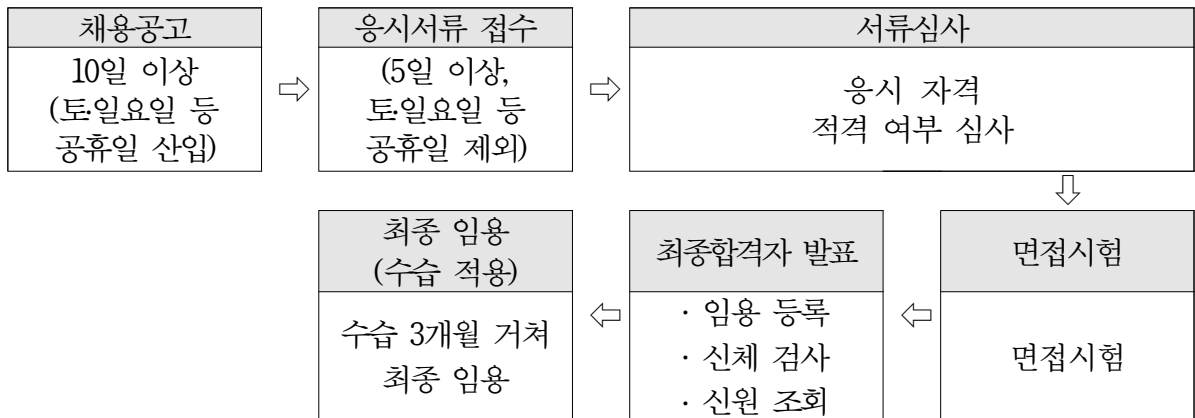 채용공고
10일 이상
(토·일요일 등
공휴일 산입)
⇨
응시서류 접수
(5일 이상,
토·일요일 등
공휴일 제외)
⇨
서류심사
응시 자격
적격 여부 심사
⇩
면접시험
면접시험
⇦
최종합격자 발표
· 임용 등록
· 신체 검사
· 신원 조회
⇦
최종 임용
(수습 적용)
수습 3개월 거쳐
최종 임용